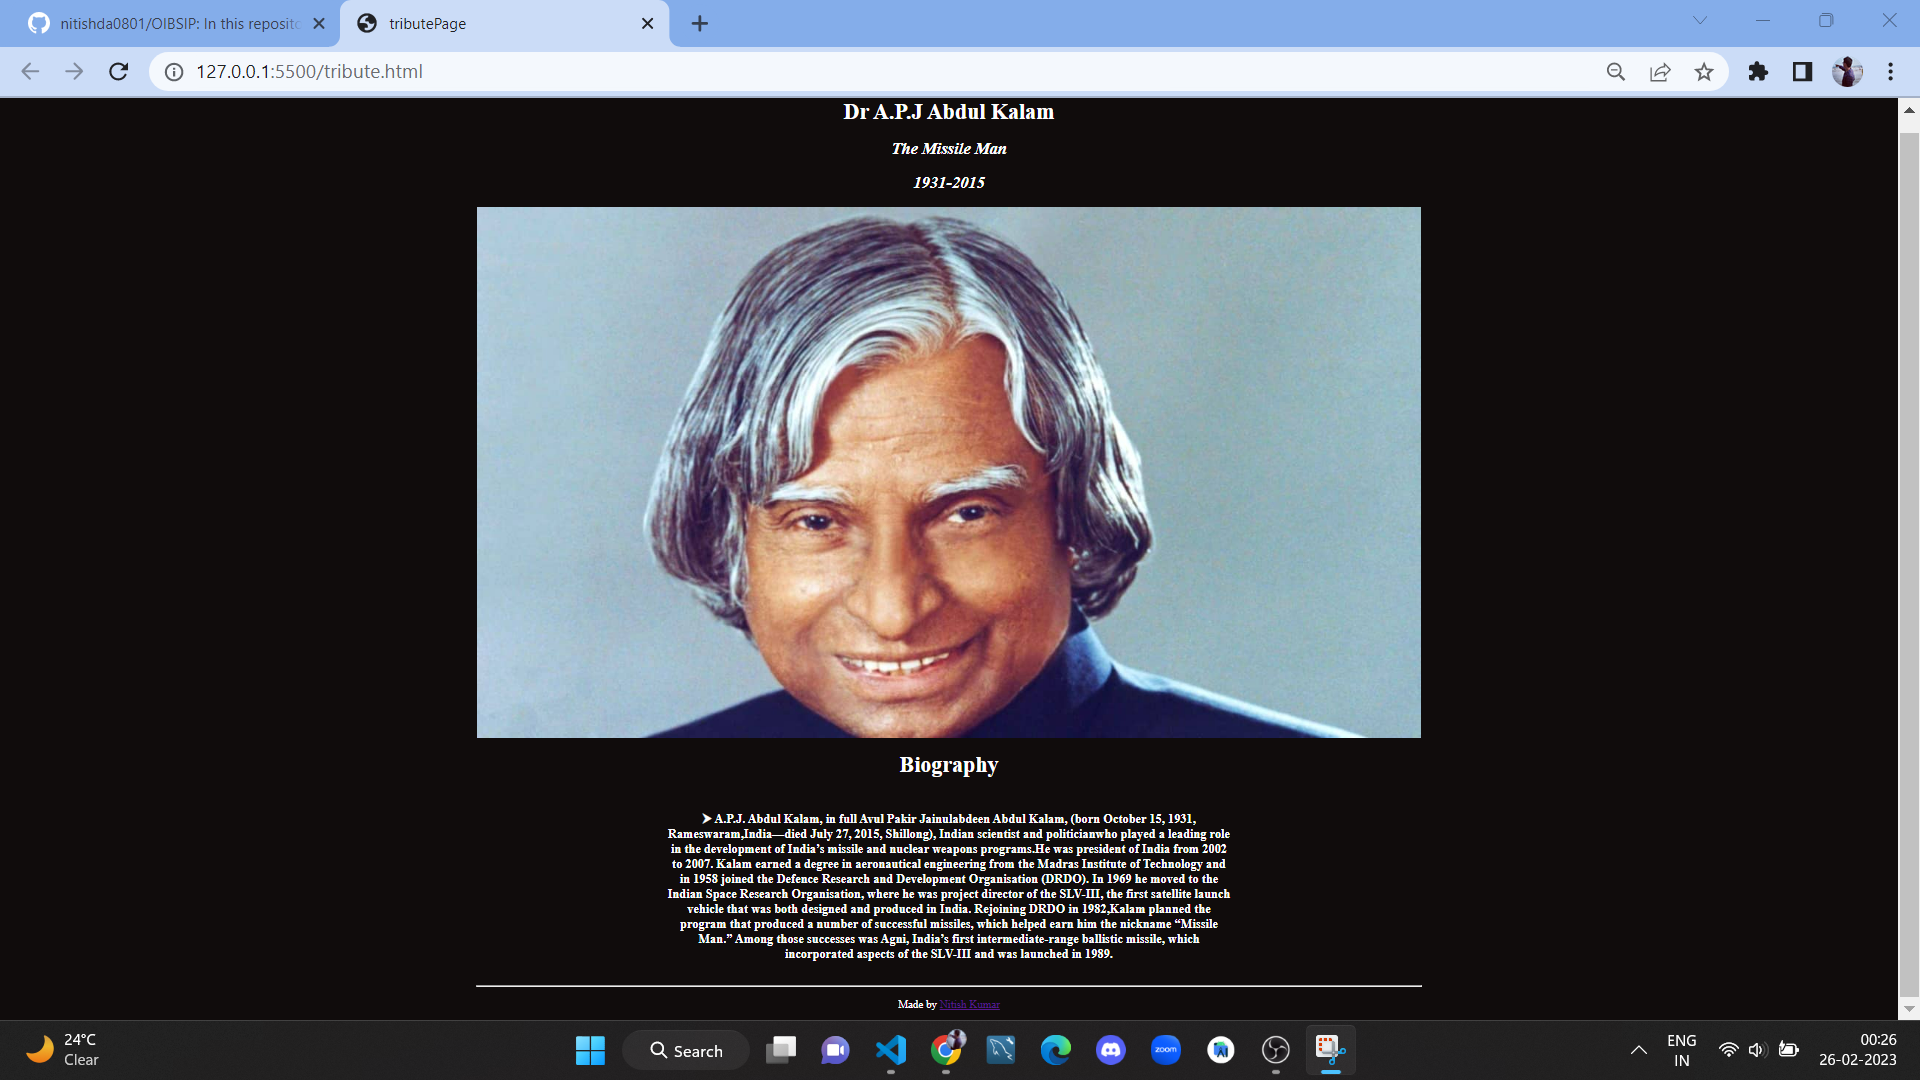 nitishda0801/OIBSIP: In this reposito
tributePage
127.0.0.1:5500/tribute.html
Dr A.P.J Abdul Kalam
The Missile Man
1931-2015
Biography
➤ A.P.J. Abdul Kalam, in full Avul Pakir Jainulabdeen Abdul Kalam, (born October 15, 1931,
Rameswaram,India—died July 27, 2015, Shillong), Indian scientist and politicianwho played a leading role
in the development of India’s missile and nuclear weapons programs.He was president of India from 2002
to 2007. Kalam earned a degree in aeronautical engineering from the Madras Institute of Technology and
in 1958 joined the Defence Research and Development Organisation (DRDO). In 1969 he moved to the
Indian Space Research Organisation, where he was project director of the SLV-III, the first satellite launch
vehicle that was both designed and produced in India. Rejoining DRDO in 1982,Kalam planned the
program that produced a number of successful missiles, which helped earn him the nickname “Missile
Man.” Among those successes was Agni, India’s first intermediate-range ballistic missile, which
incorporated aspects of the SLV-III and was launched in 1989.
Made by Nitish Kumar
24°C
Clear
Search
zoom
ENG
IN
00:26
26-02-2023